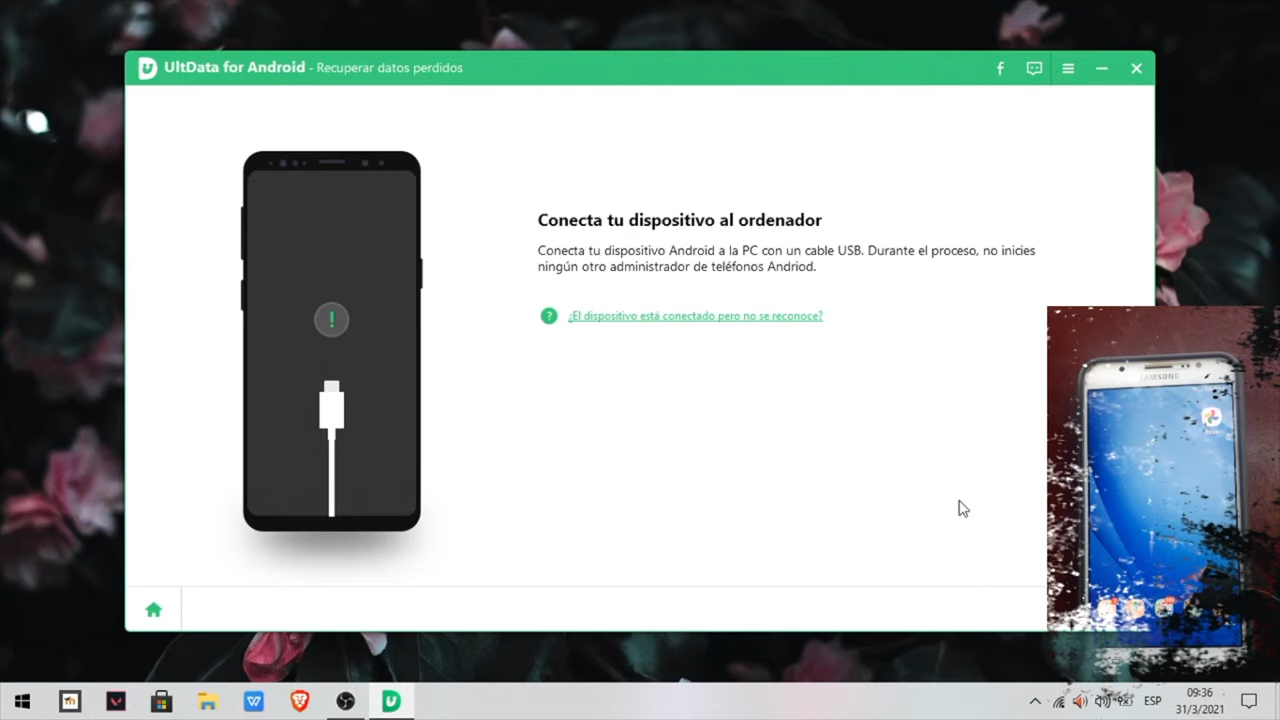 UltData for Android - Recuperar datos perdidos
Conecta tu dispositivo al ordenador
Conecta tu dispositivo Android a la PC con un cable USB. Durante el proceso, no inicies
ningún otro administrador de teléfonos Andriod.
¿El dispositivo está conectado pero no se reconoce?
SAMSUNG
ESP
09:36
31/3/2021